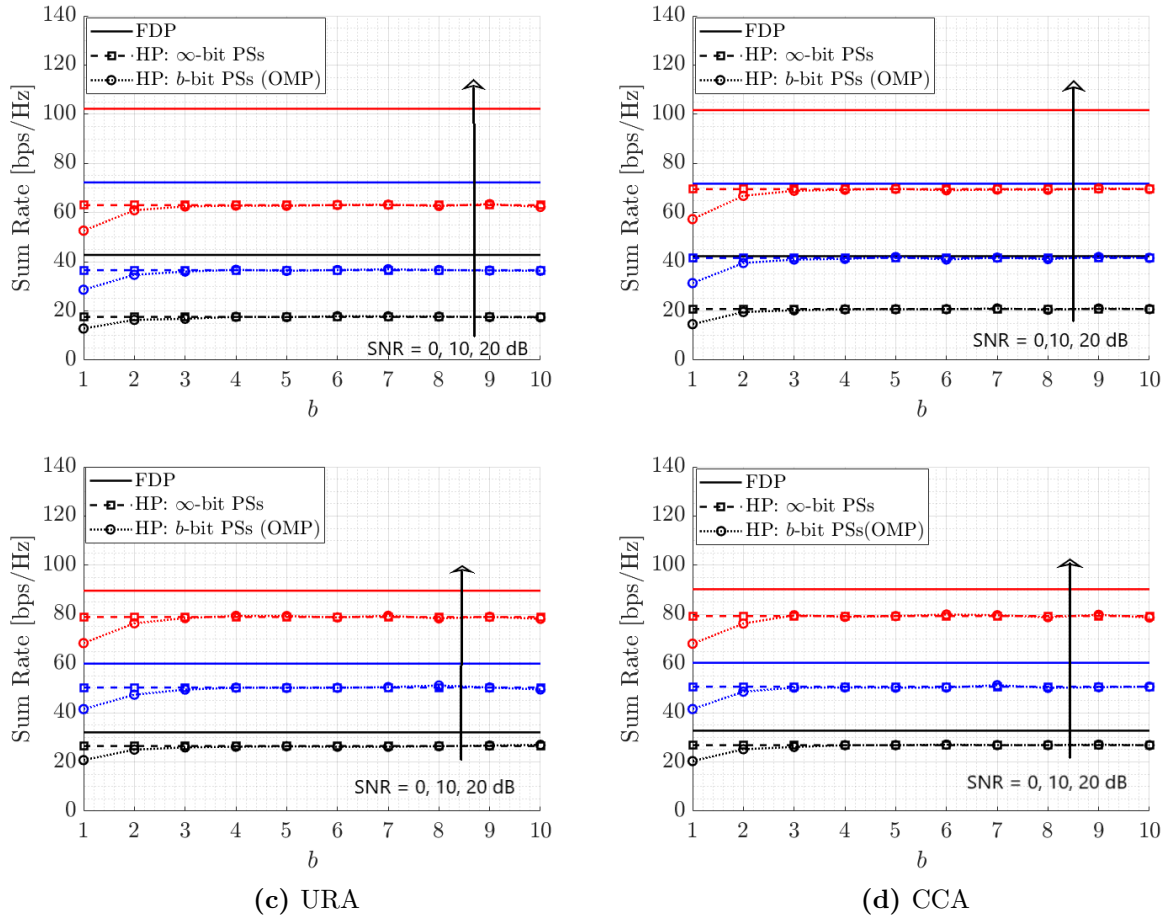 140
120
100
80
60
40
20
0
Sum Rate [bps/Hz]
FDP
HP: ∞-bit PSs
HP: b-bit PSs (OMP)
SNR = 0, 10, 20 dB
1 2 3 4 5 6 7 8 9 10
b
140
120
100
80
60
40
20
0
Sum Rate [bps/Hz]
FDP
HP: ∞-bit PSs
HP: b-bit PSs (OMP)
SNR = 0,10, 20 dB
1 2 3 4 5 6 7 8 9 10
b
140
120
100
80
60
40
20
0
Sum Rate [bps/Hz]
FDP
HP: ∞-bit PSs
HP: b-bit PSs (OMP)
SNR = 0, 10, 20 dB
1 2 3 4 5 6 7 8 9 10
b
(c) URA
140
120
100
80
60
40
20
0
Sum Rate [bps/Hz]
FDP
HP: ∞-bit PSs
HP: b-bit PSs(OMP)
SNR = 0, 10, 20 dB
1 2 3 4 5 6 7 8 9 10
b
(d) CCA